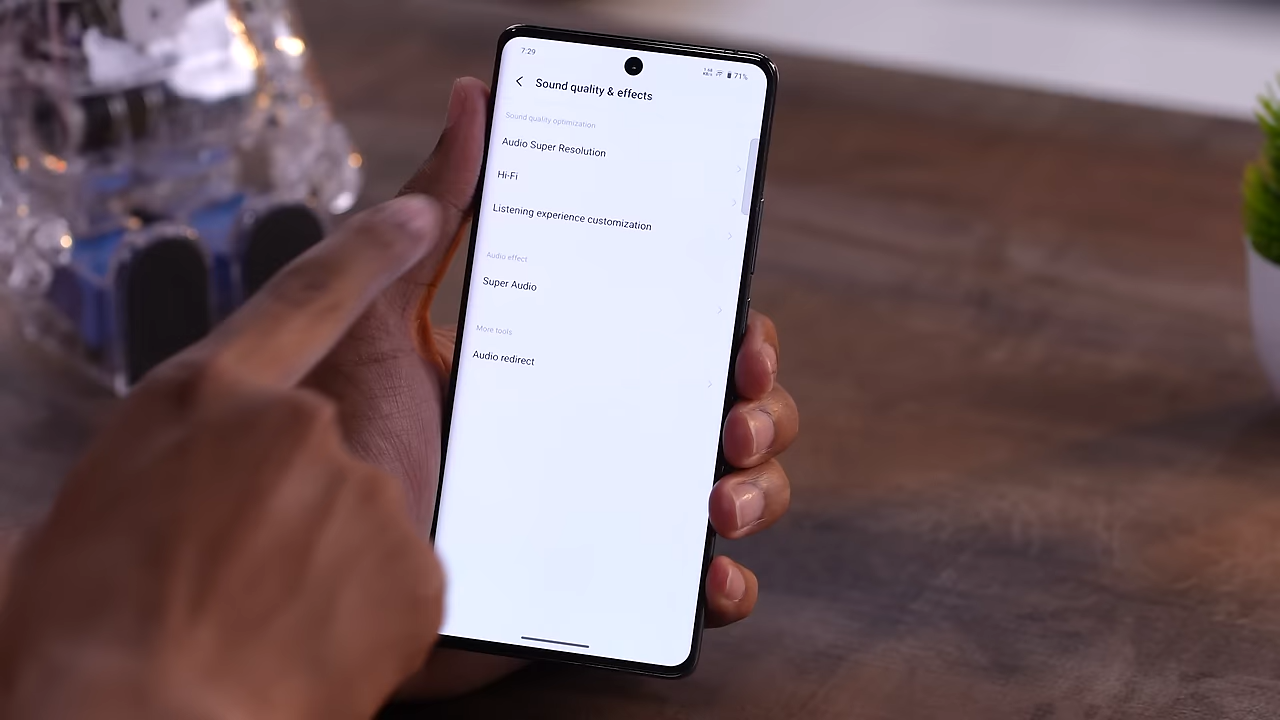 7:29
71%
Sound quality & effects
Sound quality optimization
Audio Super Resolution
Hi-Fi
Listening experience customization
Audio effect
Super Audio
More tools
Audio redirect